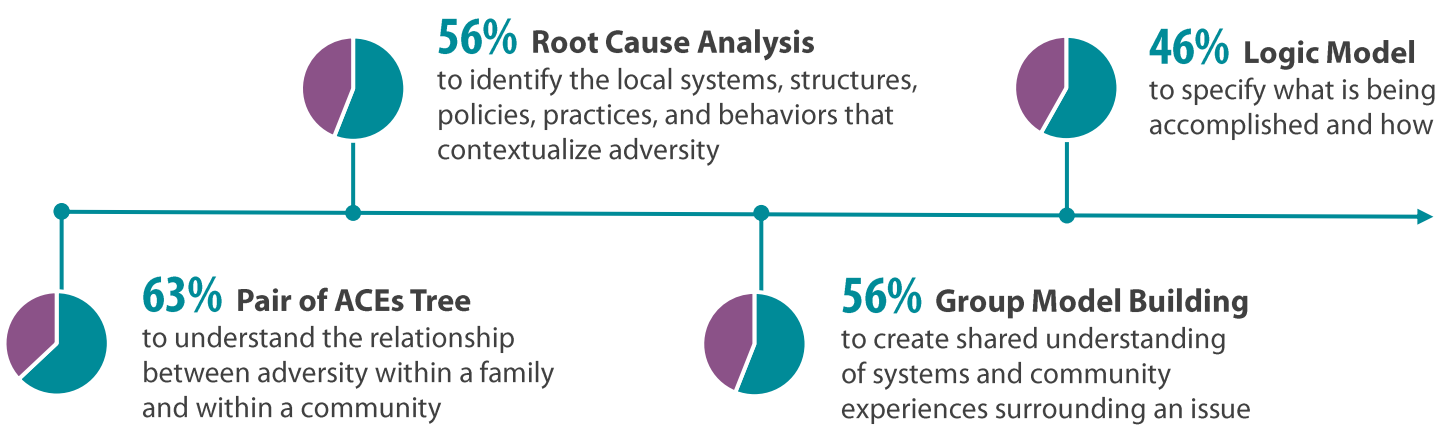 56% Root Cause Analysis
to identify the local systems, structures,
policies, practices, and behaviors that
contextualize adversity
46% Logic Model
to specify what is being
accomplished and how
63% Pair of ACEs Tree
to understand the relationship
between adversity within a family
and within a community
56% Group Model Building
to create shared understanding
of systems and community
experiences surrounding an issue